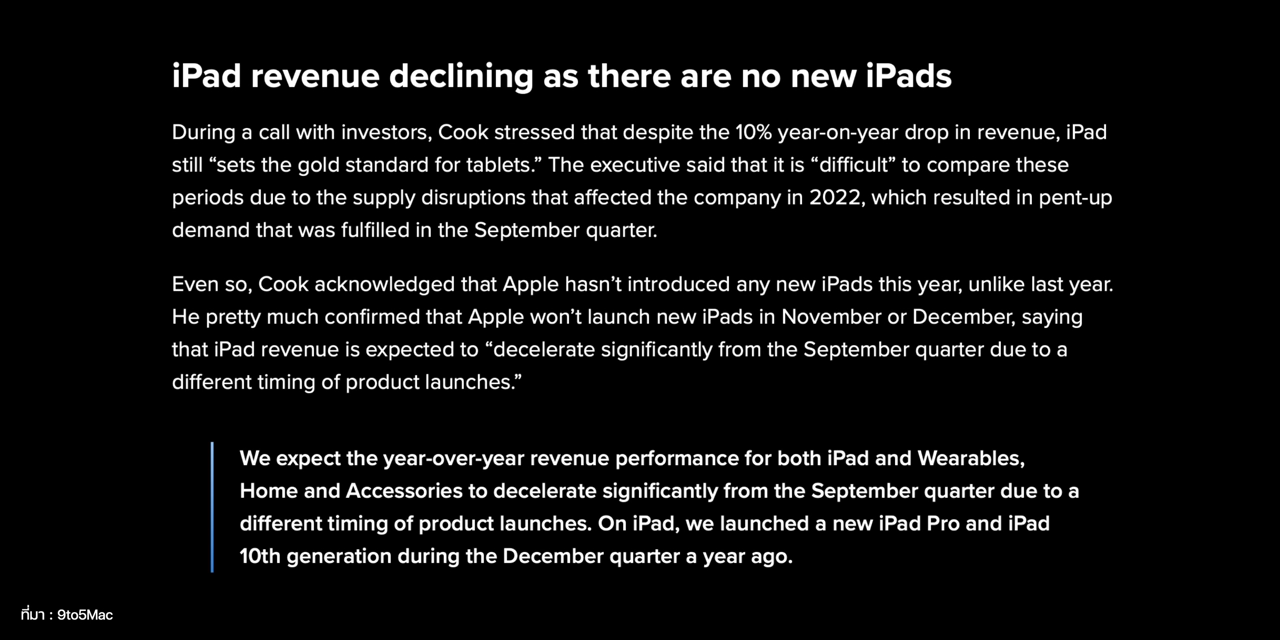 iPad revenue declining as there are no new iPads
During a call with investors, Cook stressed that despite the 10% year-on-year drop in revenue, iPad
still “sets the gold standard for tablets.” The executive said that it is “difficult” to compare these
periods due to the supply disruptions that affected the company in 2022, which resulted in pent-up
demand that was fulfilled in the September quarter.
Even so, Cook acknowledged that Apple hasn’t introduced any new iPads this year, unlike last year.
He pretty much confirmed that Apple won’t launch new iPads in November or December, saying
that iPad revenue is expected to “decelerate significantly from the September quarter due to a
different timing of product launches.”
We expect the year-over-year revenue performance for both iPad and Wearables,
Home and Accessories to decelerate significantly from the September quarter due to a
different timing of product launches. On iPad, we launched a new iPad Pro and iPad
10th generation during the December quarter a year ago.
ที่มา : 9to5Mac